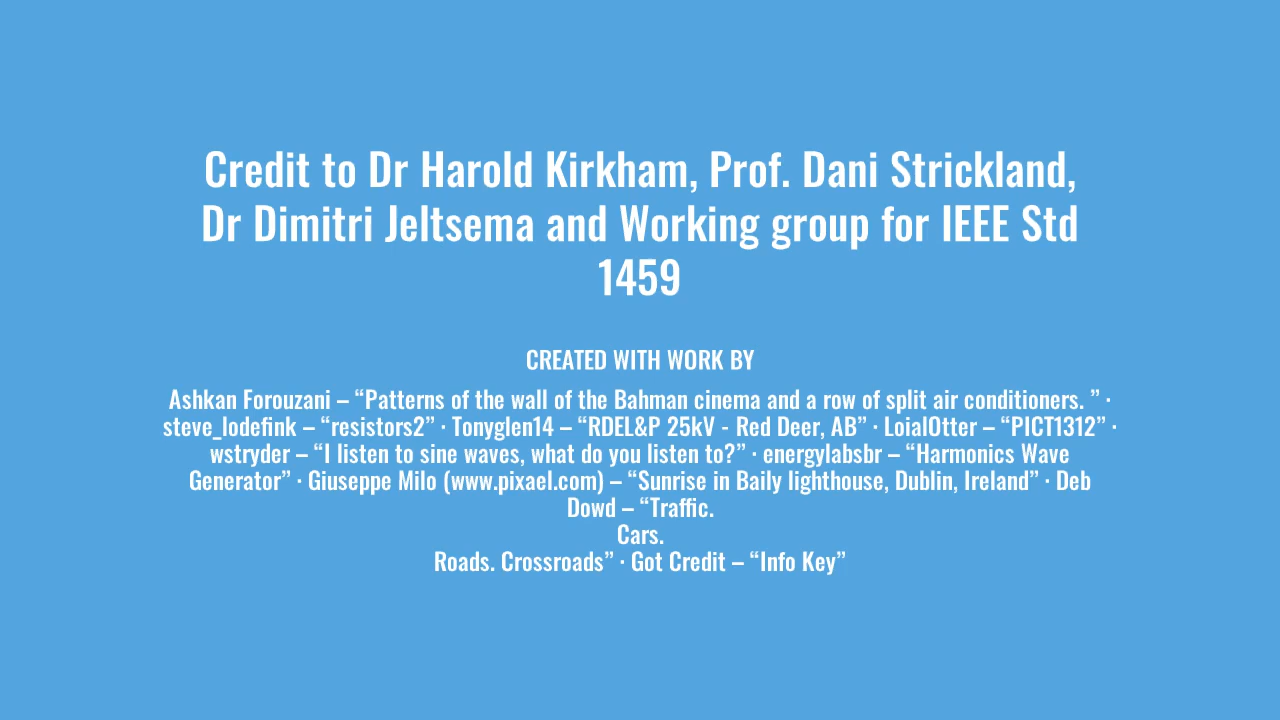 Credit to Dr Harold Kirkham, Prof. Dani Strickland,
Dr Dimitri Jeltsema and Working group for IEEE Std
1459
CREATED WITH WORK BY
Ashkan Forouzani – “Patterns of the wall of the Bahman cinema and a row of split air conditioners. ” ·
steve_lodefink – “resistors2” · Tonyglen14 – “RDEL&P 25kV - Red Deer, AB” · LoialOtter – “PICT1312” ·
wstryder – “I listen to sine waves, what do you listen to?” · energylabsbr – “Harmonics Wave
Generator” · Giuseppe Milo (www.pixael.com) – “Sunrise in Baily lighthouse, Dublin, Ireland” · Deb
Dowd – “Traffic.
Cars.
Roads. Crossroads” · Got Credit – “Info Key”